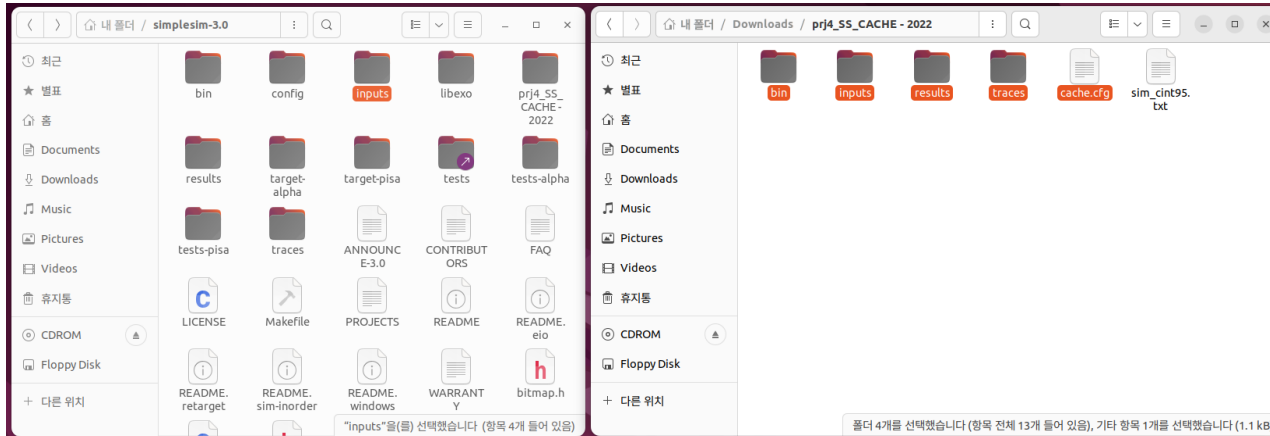 내 폴더 / simplesim-3.0
최근
별표
홈
Documents
Downloads
Music
Pictures
Videos
휴지통
CDROM
Floppy Disk
+ 다른 위치
bin
config
inputs
libexo
prj4_SS_
CACHE -
2022
results
target-
alpha
target-pisa
tests
tests-alpha
tests-pisa
traces
ANNOUNC
E-3.0
CONTRIBUT
ORS
FAQ
LICENSE
Makefile
PROJECTS
README
README.
eio
README.
retarget
README.
sim-inorder
README.
windows
WARRANT
Y
bitmap.h
"inputs"을(를) 선택했습니다 (항목 4개 들어 있음)
내 폴더 / Downloads / prj4_SS_CACHE - 2022
최근
별표
홈
Documents
Downloads
Music
Pictures
Videos
휴지통
CDROM
Floppy Disk
+ 다른 위치
bin
inputs
results
traces
cache.cfg
sim_cint95.
txt
폴더 4개를 선택했습니다 (항목 전체 13개 들어 있음), 기타 항목 1개를 선택했습니다 (1.1 kB